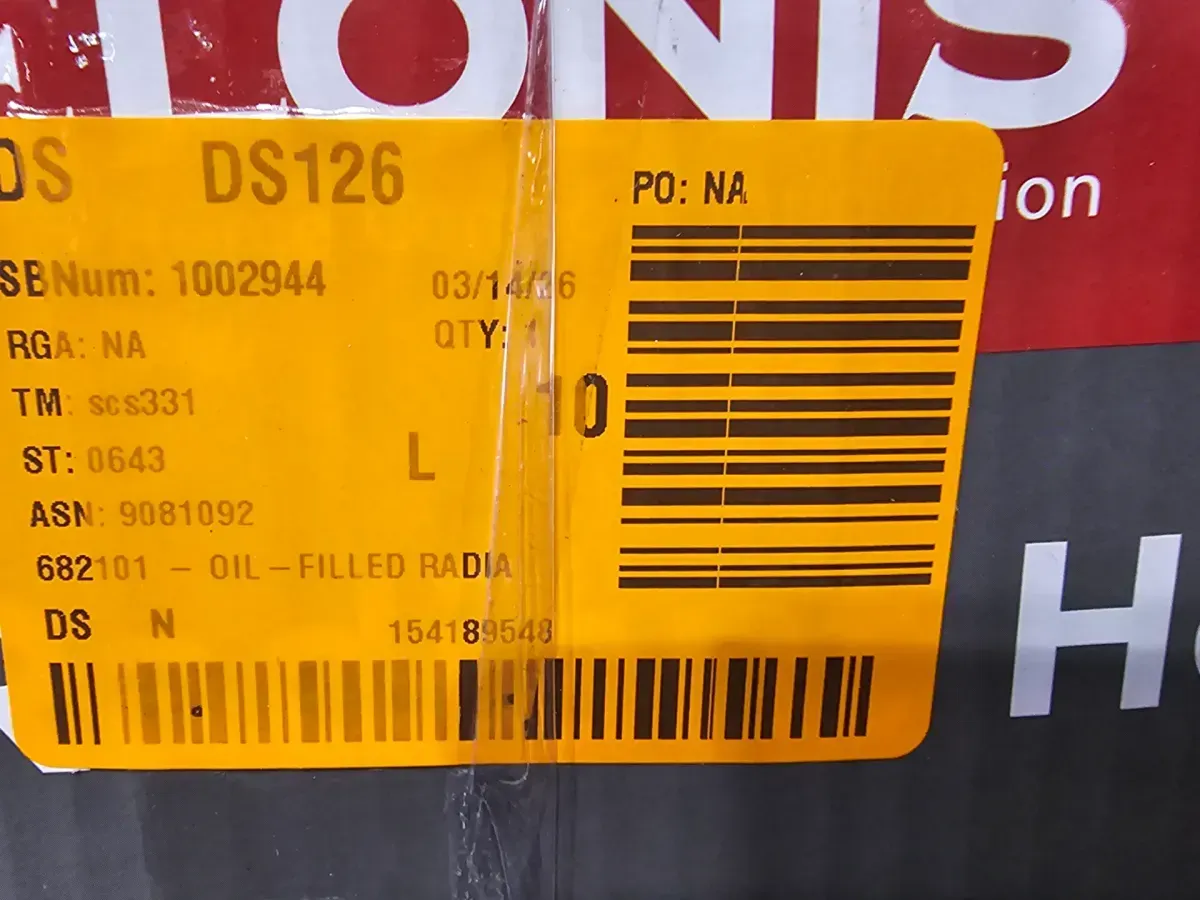 TONIS
DS DS126
PO: NA
ion
SBNum: 1002944 03/14/26
RGA: NA QTY: 1
TM: scs331 10
ST: 0643 L
ASN: 9081092
682101 - OIL-FILLED RADIA
DS N 154189548
H